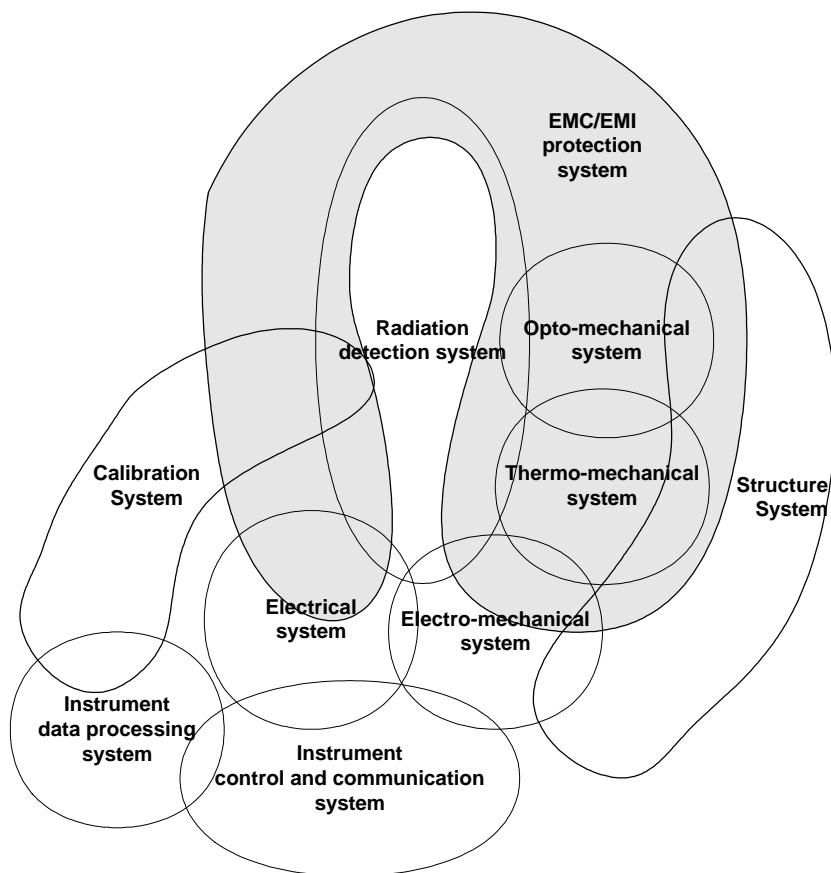 EMC/EMI
protection
system
Radiation
detection system
Opto-mechanical
system
Calibration
System
Thermo-mechanical
system
Structure
System
Electrical
system
Electro-mechanical
system
Instrument
data processing
system
Instrument
control and communication
system